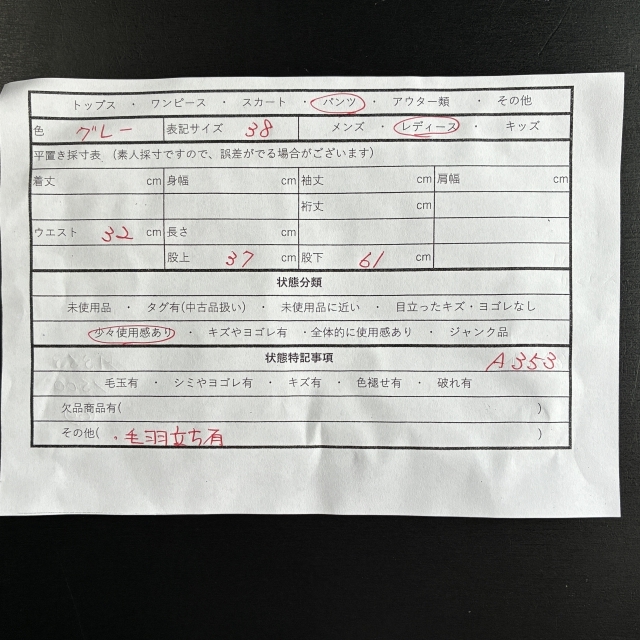 トップス ・ ワンピース ・ スカート ・ パンツ ・ アウター類 ・ その他
色 グレー 表記サイズ 38 メンズ ・ レディース ・ キッズ
平置き採寸表 (素人採寸ですので、誤差がでる場合がございます)
着丈 cm 身幅 cm 袖丈 cm 肩幅 cm
裄丈 cm
ウエスト 32 cm 長さ cm
股上 37 cm 股下 61 cm
状態分類
未使用品 ・ タグ有(中古品扱い) ・ 未使用品に近い ・ 目立ったキズ・ヨゴレなし
少々使用感あり ・ キズやヨゴレ有 ・全体的に使用感あり ・ ジャンク品
状態特記事項 A353
毛玉有 ・ シミやヨゴレ有 ・ キズ有 ・ 色褪せ有 ・ 破れ有
欠品商品有( )
その他( ・毛羽立ち有 )